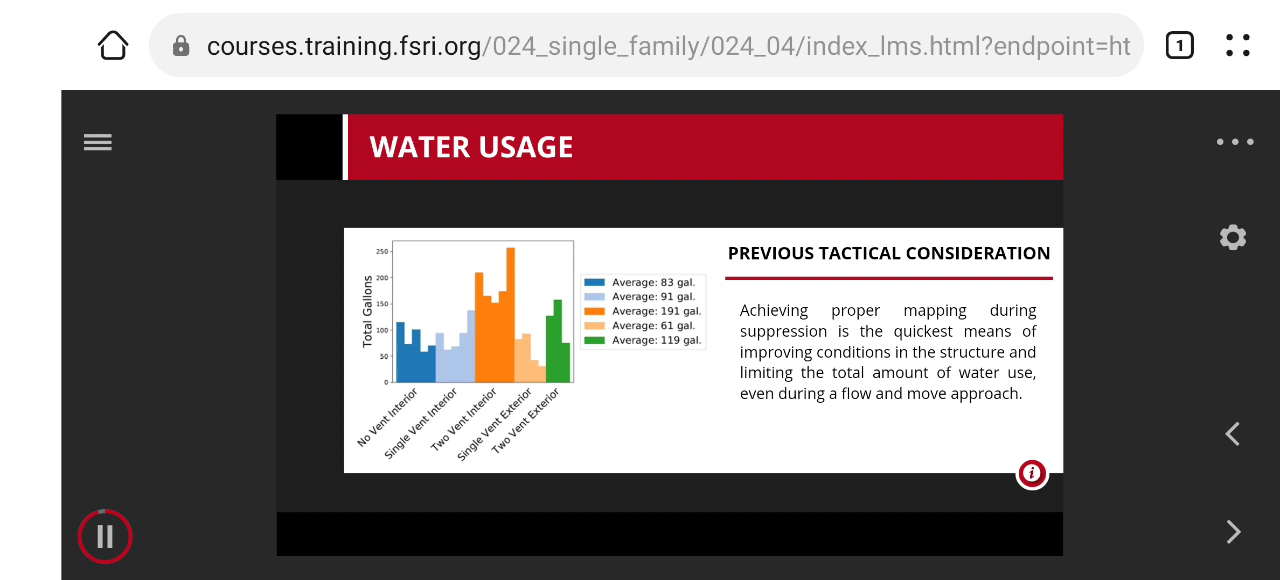 courses.training.fsri.org/024_single_family/024_04/index_lms.html?endpoint=ht
1
WATER USAGE
Total Gallons
250
200
150
100
50
0
No Vent Interior
Single Vent Interior
Two Vent Interior
Single Vent Exterior
Two Vent Exterior
Average: 83 gal.
Average: 91 gal.
Average: 191 gal.
Average: 61 gal.
Average: 119 gal.
PREVIOUS TACTICAL CONSIDERATION
Achieving proper mapping during
suppression is the quickest means of
improving conditions in the structure and
limiting the total amount of water use,
even during a flow and move approach.
i